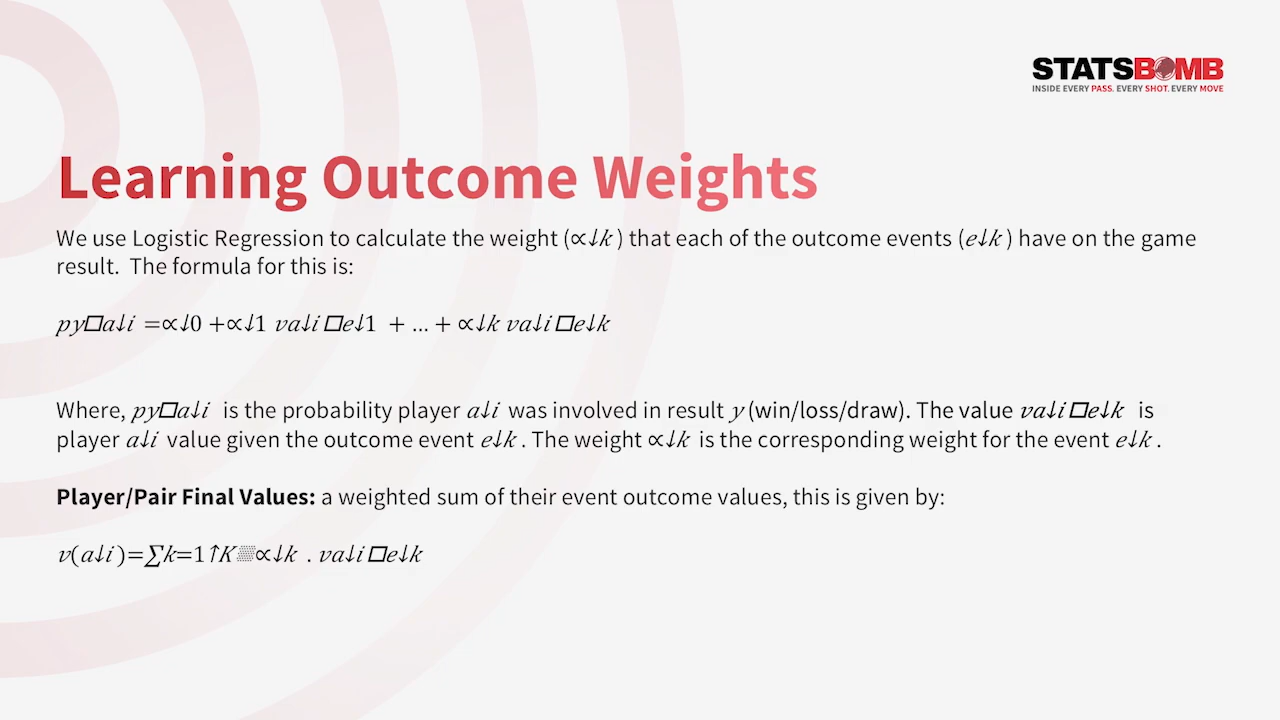 STATSBOMB
INSIDE EVERY PASS. EVERY SHOT. EVERY MOVE
Learning Outcome Weights
We use Logistic Regression to calculate the weight (∝↓k ) that each of the outcome events (e↓k ) have on the game
result.  The formula for this is:
py□a↓i  =∝↓0 +∝↓1 va↓i □e↓1  + ... + ∝↓k va↓i □e↓k
Where, py□a↓i  is the probability player a↓i  was involved in result y (win/loss/draw). The value va↓i □e↓k  is
player a↓i  value given the outcome event e↓k . The weight ∝↓k  is the corresponding weight for the event e↓k .
Player/Pair Final Values: a weighted sum of their event outcome values, this is given by:
v(a↓i )=∑k=1↑K▒∝↓k  . va↓i □e↓k